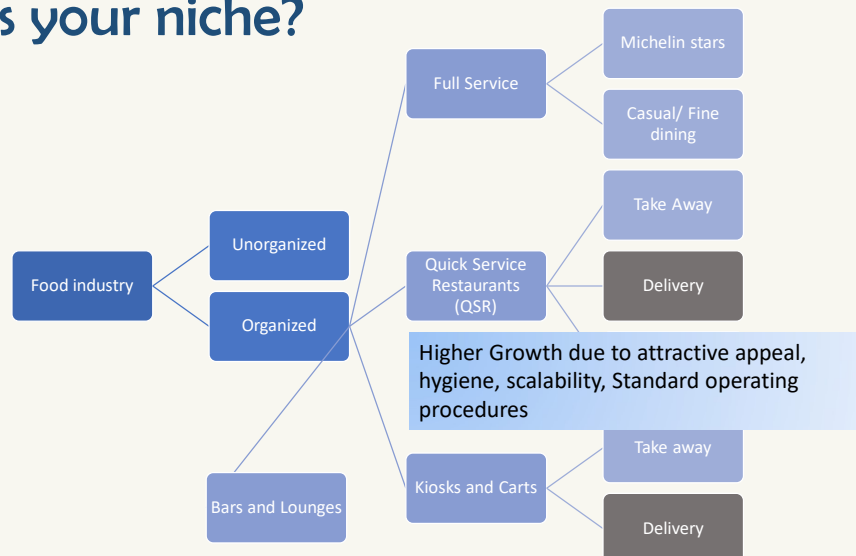 s your niche?
Michelin stars
Full Service
Casual/ Fine
dining
Take Away
Unorganized
Quick Service
Restaurants
(QSR)
Food industry
Delivery
Organized
Higher Growth due to attractive appeal,
hygiene, scalability, Standard operating
procedures
Take away
Kiosks and Carts
Bars and Lounges
Delivery